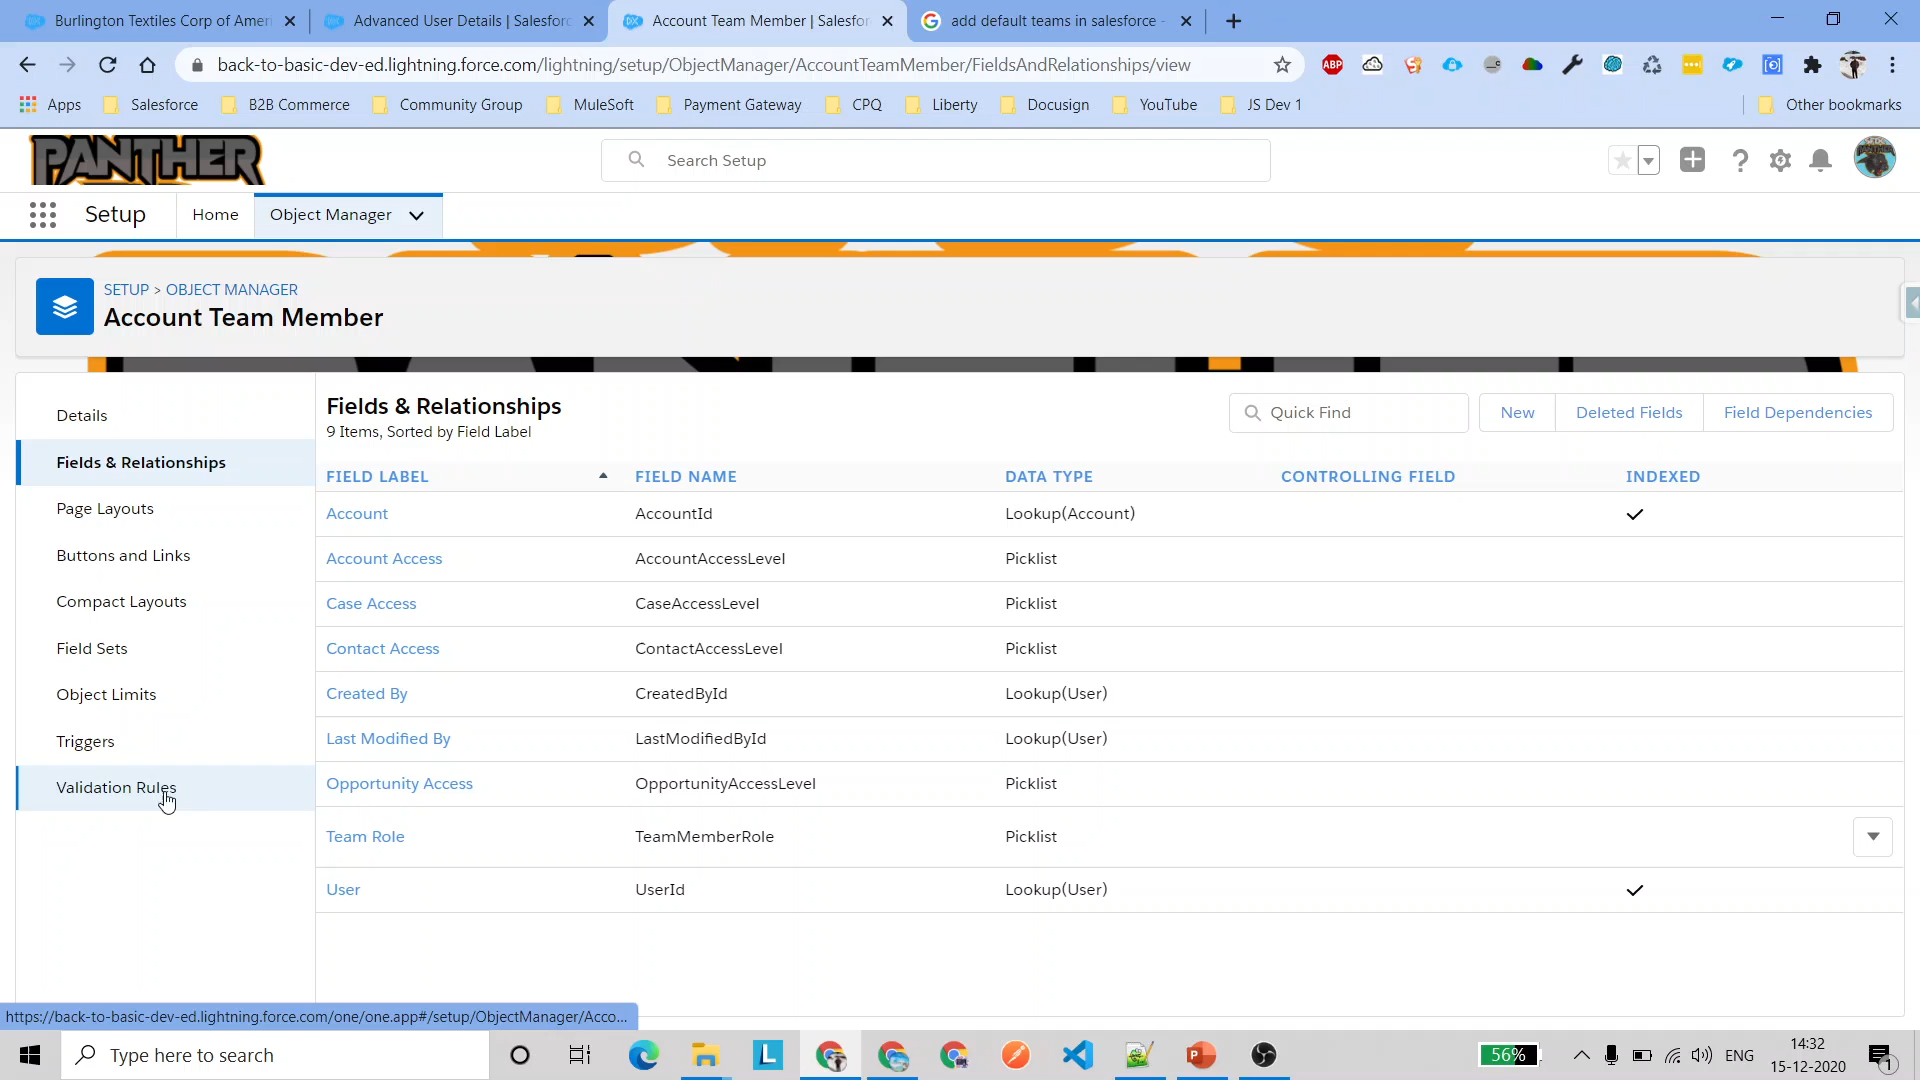 Burlington Textiles Corp of Amer
Advanced User Details | Salesforc
Account Team Member | Salesfor
add default teams in salesforce -
back-to-basic-dev-ed.lightning.force.com/lightning/setup/ObjectManager/AccountTeamMember/FieldsAndRelationships/view
ABP
Apps
Salesforce
B2B Commerce
Community Group
MuleSoft
Payment Gateway
CPQ
Liberty
Docusign
YouTube
JS Dev 1
Other bookmarks
PANTHER
Search Setup
Setup
Home
Object Manager
SETUP > OBJECT MANAGER
Account Team Member
Details
Fields & Relationships
Page Layouts
Buttons and Links
Compact Layouts
Field Sets
Object Limits
Triggers
Validation Rules
Fields & Relationships
9 Items, Sorted by Field Label
Quick Find
New
Deleted Fields
Field Dependencies
FIELD LABEL FIELD NAME DATA TYPE CONTROLLING FIELD INDEXED
Account AccountId Lookup(Account)
Account Access AccountAccessLevel Picklist
Case Access CaseAccessLevel Picklist
Contact Access ContactAccessLevel Picklist
Created By CreatedById Lookup(User)
Last Modified By LastModifiedById Lookup(User)
Opportunity Access OpportunityAccessLevel Picklist
Team Role TeamMemberRole Picklist
User UserId Lookup(User)
https://back-to-basic-dev-ed.lightning.force.com/one/one.app#/setup/ObjectManager/Acco...
Type here to search
56%
ENG
14:32
15-12-2020
1